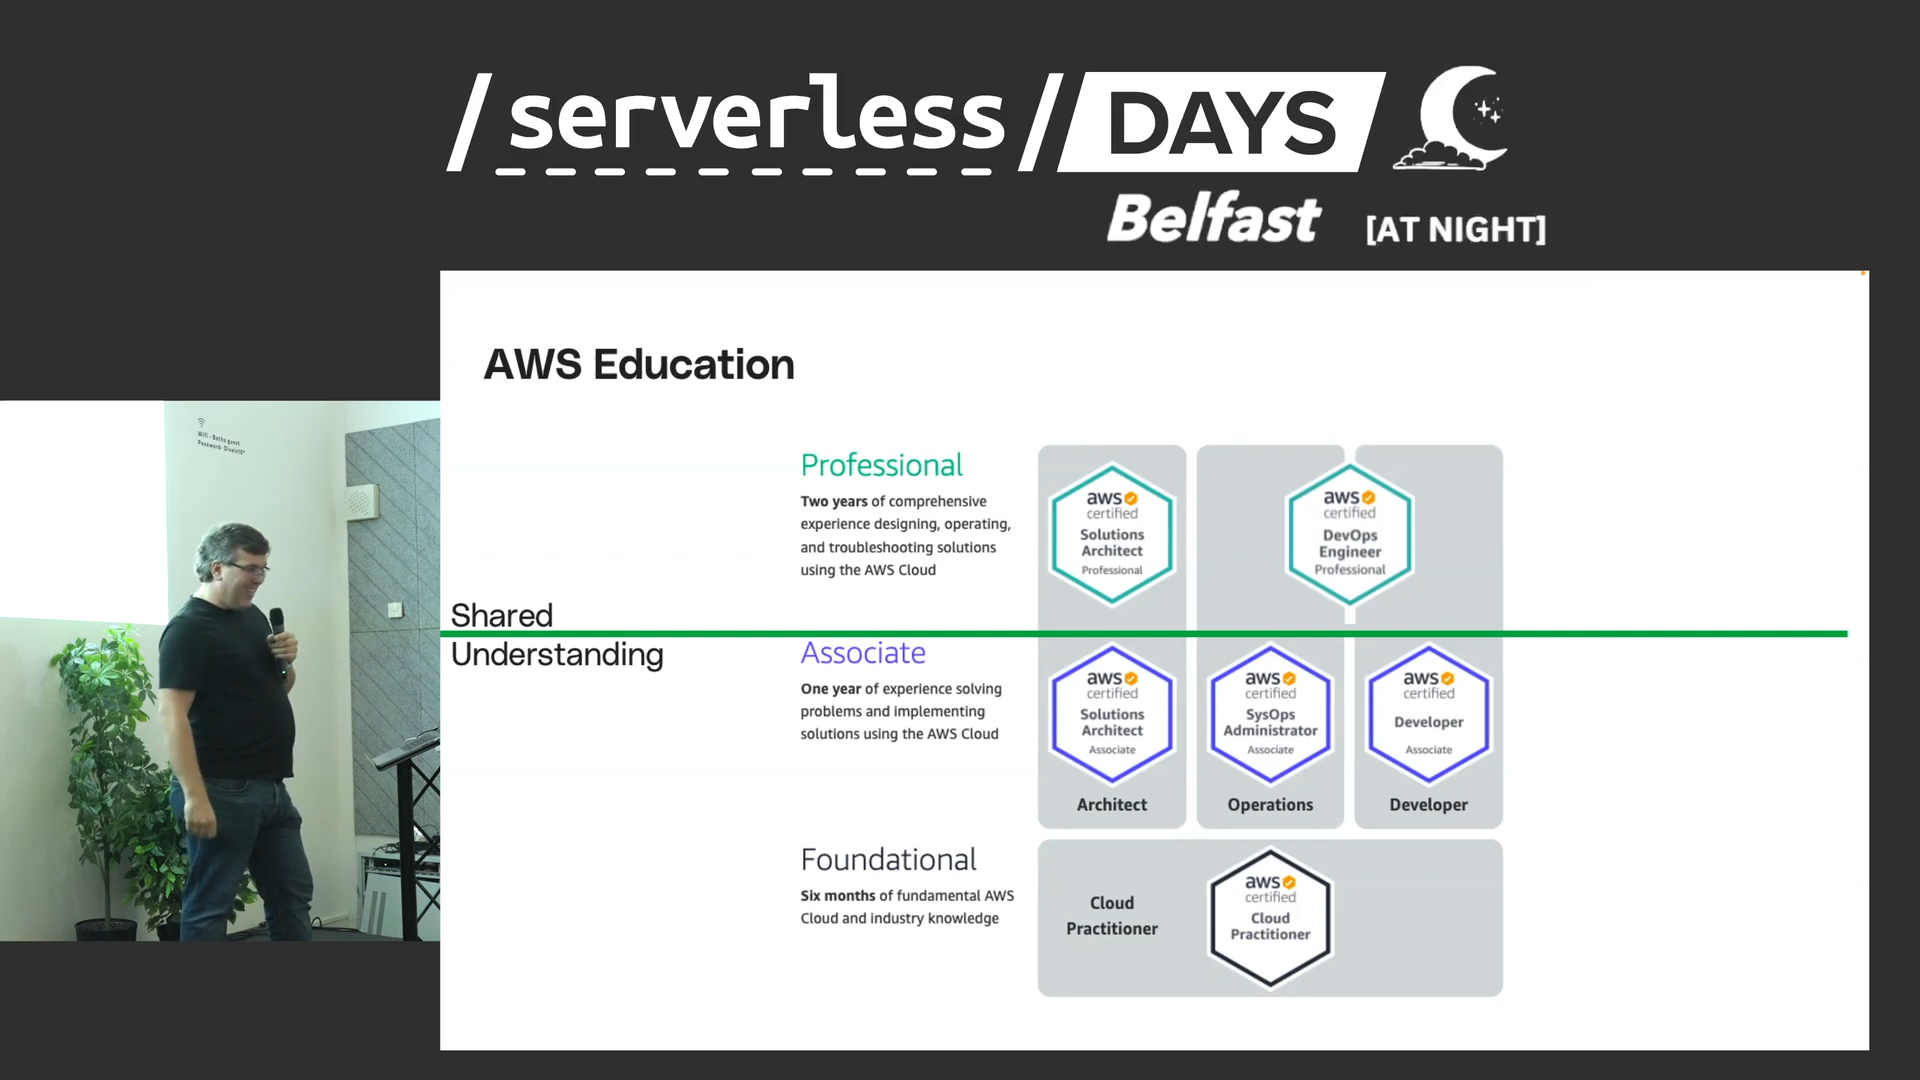 /serverless/DAYS
Belfast [AT NIGHT]
AWS Education
Wifi - Baths guest
Shared
Understanding
Professional
Two years of comprehensive
experience designing, operating,
and troubleshooting solutions
using the AWS Cloud
aws
certified
Solutions
Architect
Professional
aws
certified
DevOps
Engineer
Professional
Associate
One year of experience solving
problems and implementing
solutions using the AWS Cloud
aws
certified
Solutions
Architect
Associate
aws
certified
SysOps
Administrator
Associate
aws
certified
Developer
Associate
Architect
Operations
Developer
Foundational
Six months of fundamental AWS
Cloud and industry knowledge
Cloud
Practitioner
aws
certified
Cloud
Practitioner